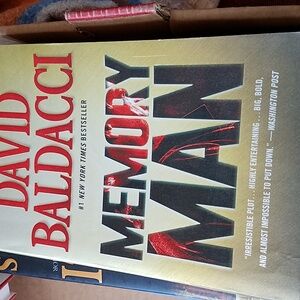 DAVID
BALDACCI
#1 NEW YORK TIMES BESTSELLER
MEMORY
MAN
"IRRESISTIBLE PLOT...HIGHLY ENTERTAINING...BIG, BOLD,
AND ALMOST IMPOSSIBLE TO PUT DOWN." —WASHINGTON POST